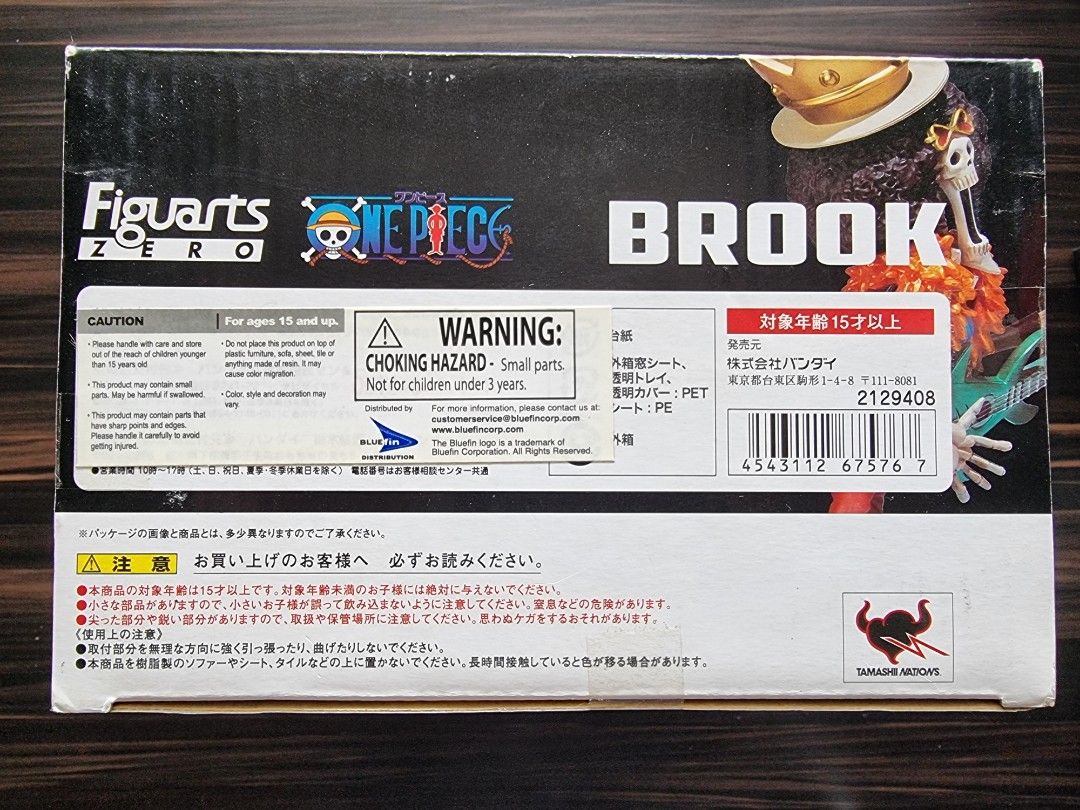 Figuarts
ZERO
ワンピース
ONE PIECE
BROOK
CAUTION
For ages 15 and up.
・Please handle with care and store
out of the reach of children younger
than 15 years old
・This product may contain small
parts. May be harmful if swallowed.
・This product may contain parts that
have sharp points and edges.
Please handle it carefully to avoid
getting injured.
・Do not place this product on top of
plastic furniture, sofa, sheet, tile or
anything made of resin. It may
cause color migration.
・Color, style and decoration may
vary.
WARNING:
CHOKING HAZARD - Small parts.
Not for children under 3 years.
Distributed by
BLUEfin
DISTRIBUTION
For more information, please contact us at:
customerservice@bluefincorp.com
www.bluefincorp.com
The Bluefin logo is a trademark of
Bluefin Corporation. All Rights Reserved.
台紙
外箱窓シート、
透明トレイ、
透明カバー：PET
シート：PE
外箱
対象年齢15才以上
発売元
株式会社バンダイ
東京都台東区駒形1-4-8 〒111-8081
2129408
4543112 67576 7
●営業時間 10時～17時（土、日、祝日、夏季・冬季休業日を除く） 電話番号はお客様相談センター共通
※パッケージの画像と商品とは、多少異なりますのでご了承ください。
注意 お買い上げのお客様へ 必ずお読みください。
●本商品の対象年齢は15才以上です。対象年齢未満のお子様には絶対に与えないでください。
●小さな部品がありますので、小さいお子様が誤って飲み込まないように注意してください。窒息などの危険があります。
●尖った部分や鋭い部分がありますので、取扱や保管場所に注意してください。思わぬケガをするおそれがあります。
《使用上の注意》
●取付部分を無理な方向に強く引っ張ったり、曲げたりしないでください。
●本商品を樹脂製のソファーやシート、タイルなどの上に置かないでください。長時間接触していると色が移る場合があります。
TAMASHII NATIONS